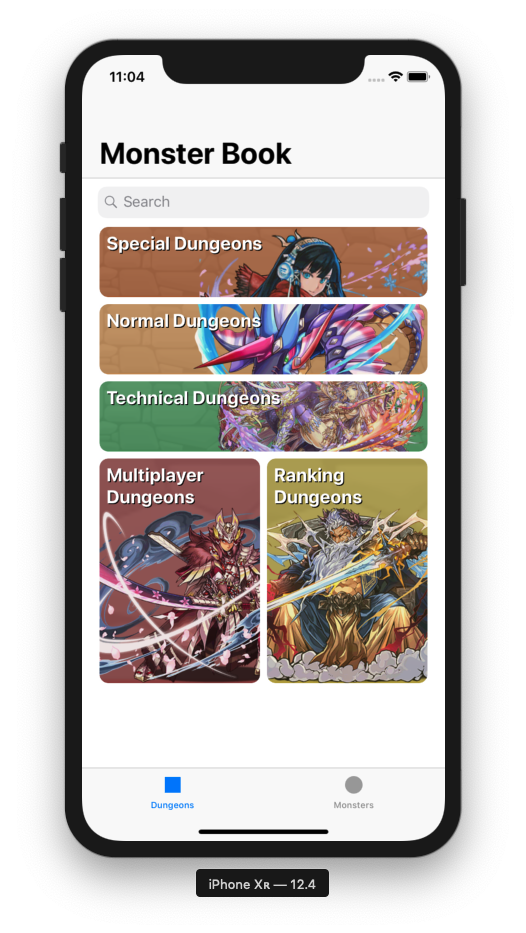 11:04
Monster Book
Search
Special Dungeons
Normal Dungeons
Technical Dungeons
Multiplayer
Dungeons
Ranking
Dungeons
Dungeons
Monsters
iPhone Xʀ — 12.4